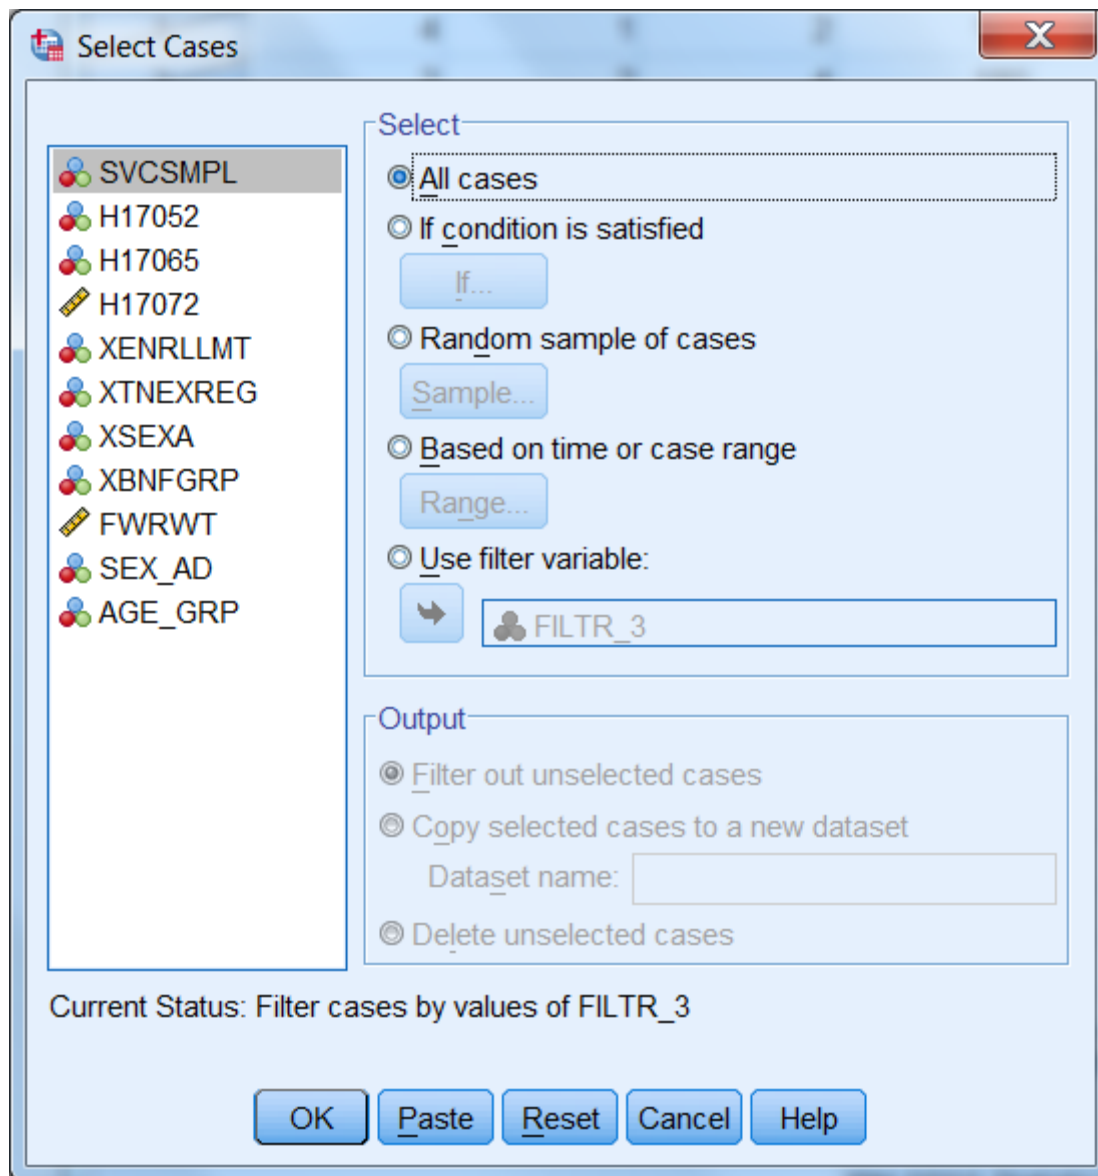 Select Cases
SVCSMPL
H17052
H17065
H17072
XENRLLMT
XTNEXREG
XSEXA
XBNFGRP
FWRWT
SEX_AD
AGE_GRP
Select
All cases
If condition is satisfied
If...
Random sample of cases
Sample...
Based on time or case range
Range...
Use filter variable:
FILTR_3
Output
Filter out unselected cases
Copy selected cases to a new dataset
Dataset name:
Delete unselected cases
Current Status: Filter cases by values of FILTR_3
OK Paste Reset Cancel Help